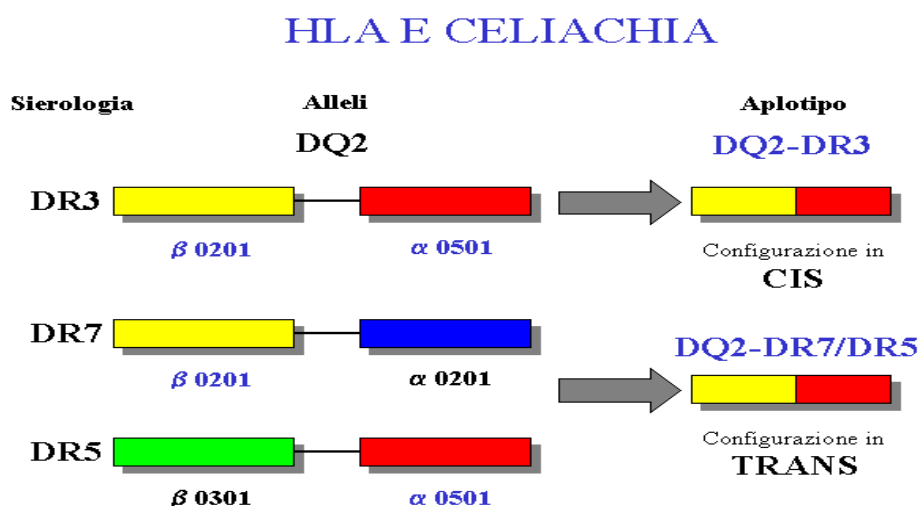 HLA E CELIACHIA
Sierologia Alleli Aplotipo
DQ2 DQ2-DR3
DR3
β 0201 α 0501
Configurazione in
CIS
DR7
DQ2-DR7/DR5
β 0201 α 0201
Configurazione in
DR5 TRANS
β 0301 α 0501